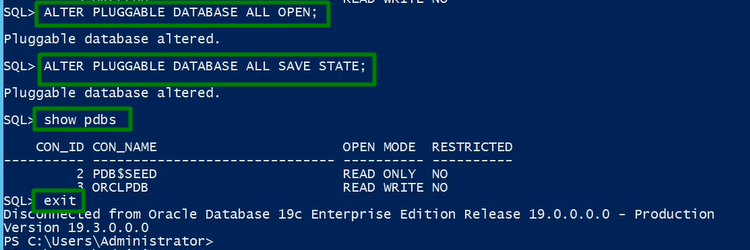 READ WRITE NO
SQL> ALTER PLUGGABLE DATABASE ALL OPEN;
Pluggable database altered.
SQL> ALTER PLUGGABLE DATABASE ALL SAVE STATE;
Pluggable database altered.
SQL> show pdbs
CON_ID CON_NAME OPEN MODE RESTRICTED
---------- ------------------------------ ---------- ----------
2 PDB$SEED READ ONLY NO
3 ORCLPDB READ WRITE NO
SQL> exit
Disconnected from Oracle Database 19c Enterprise Edition Release 19.0.0.0.0 - Production
Version 19.3.0.0.0
PS C:\Users\Administrator>